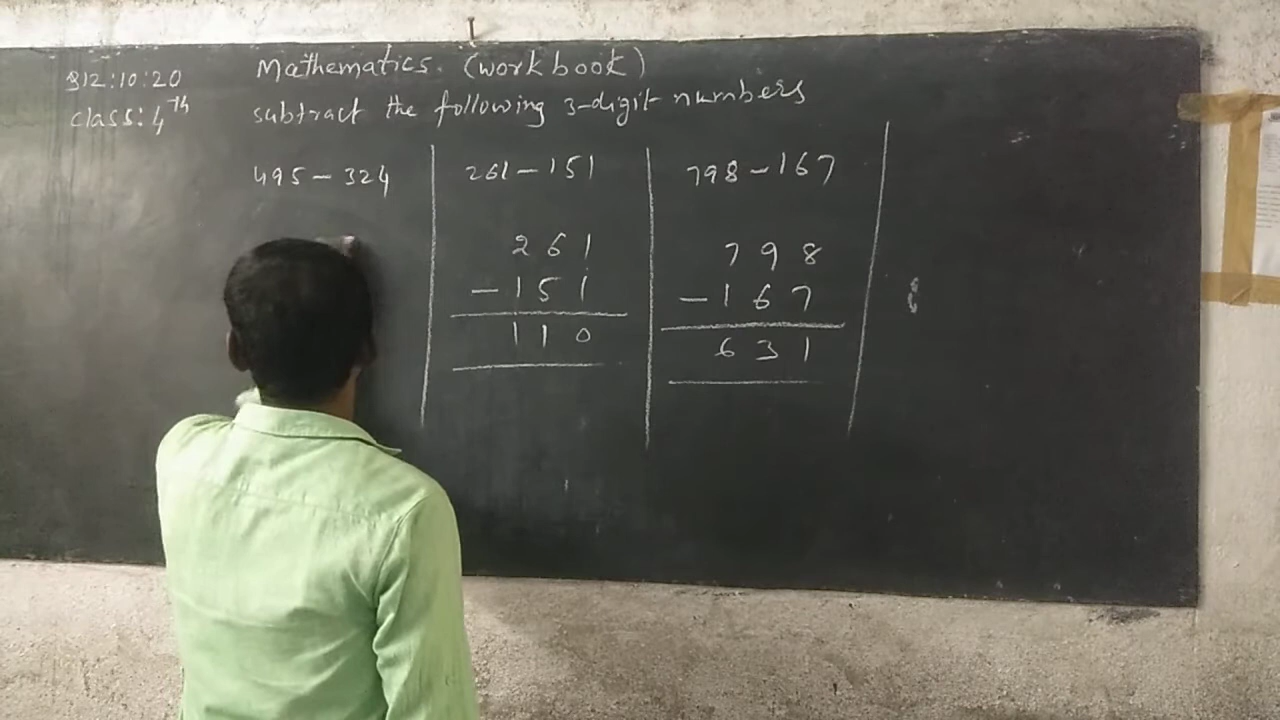 Mathematics. (workbook)
12:10:20
class: 4th
subtract the following 3-digit numbers
495 - 324
261 - 151
261
- 151
110
798 - 167
798
- 167
631